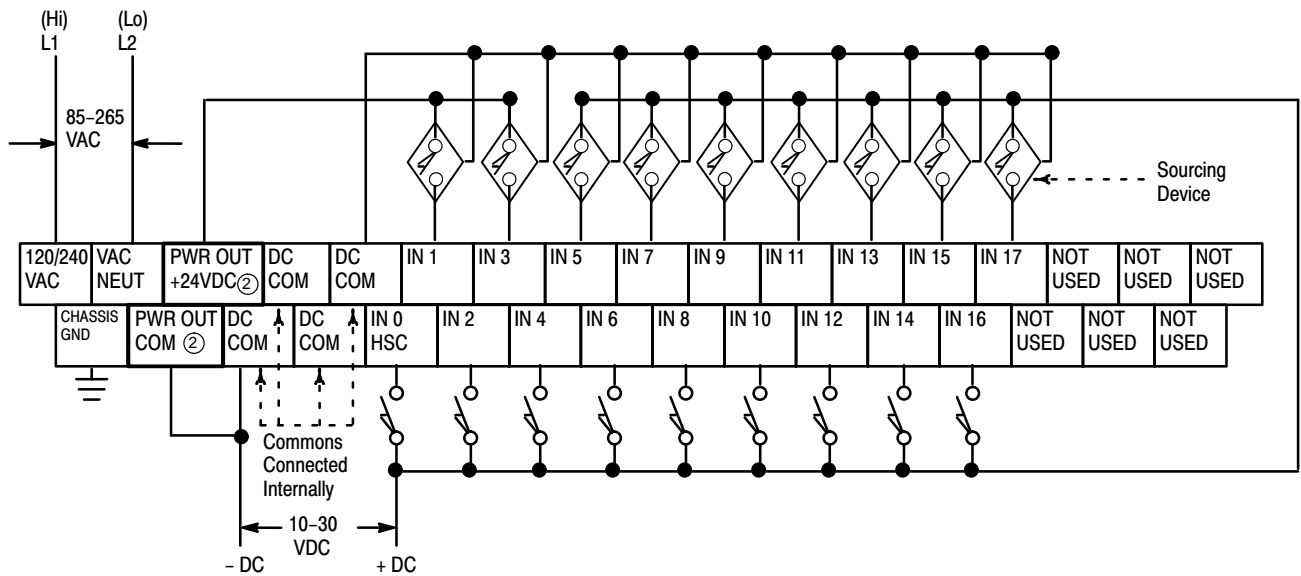 (Hi)
L1
(Lo)
L2
85–265
VAC
Sourcing
Device
120/240
VAC
VAC
NEUT
PWR OUT
+24VDC②
DC
COM
DC
COM
IN 1
IN 3
IN 5
IN 7
IN 9
IN 11
IN 13
IN 15
IN 17
NOT
USED
NOT
USED
NOT
USED
CHASSIS
GND
PWR OUT
COM ②
DC
COM
DC
COM
IN 0
HSC
IN 2
IN 4
IN 6
IN 8
IN 10
IN 12
IN 14
IN 16
NOT
USED
NOT
USED
NOT
USED
Commons
Connected
Internally
10–30
VDC
– DC
+ DC